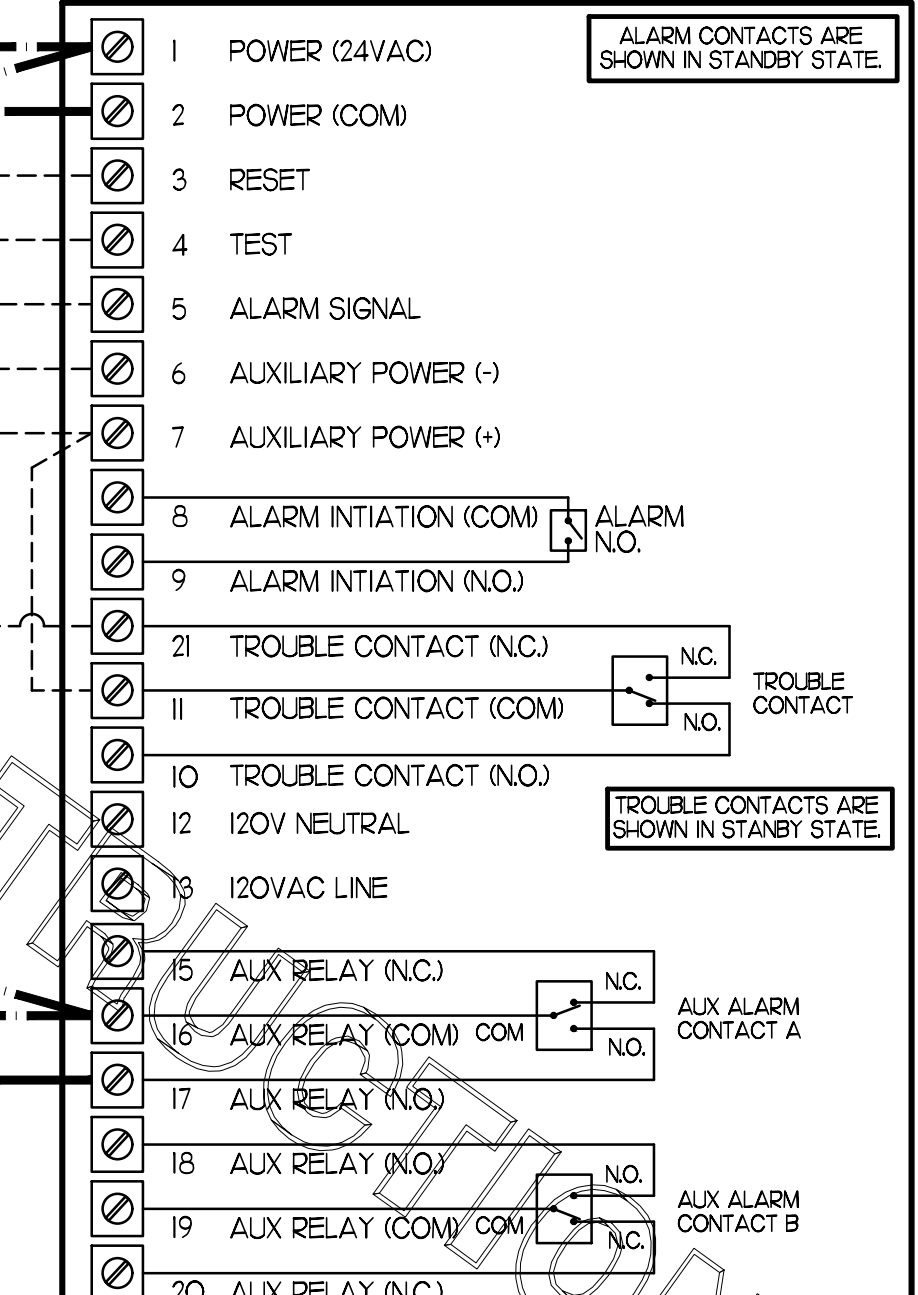 ALARM CONTACTS ARE
SHOWN IN STANDBY STATE.
1 POWER (24VAC)
2 POWER (COM)
3 RESET
4 TEST
5 ALARM SIGNAL
6 AUXILIARY POWER (-)
7 AUXILIARY POWER (+)
8 ALARM INTIATION (COM)
ALARM
N.O.
9 ALARM INTIATION (N.O.)
21 TROUBLE CONTACT (N.C.)
N.C.
TROUBLE
CONTACT
11 TROUBLE CONTACT (COM)
N.O.
10 TROUBLE CONTACT (N.O.)
TROUBLE CONTACTS ARE
SHOWN IN STANBY STATE.
12 120V NEUTRAL
13 120VAC LINE
15 AUX RELAY (N.C.)
N.C.
AUX ALARM
CONTACT A
16 AUX RELAY (COM) COM
N.O.
17 AUX RELAY (N.O.)
18 AUX RELAY (N.O.)
N.O.
AUX ALARM
CONTACT B
19 AUX RELAY (COM) COM
N.C.
20 AUX RELAY (N.C.)
TRUCTION